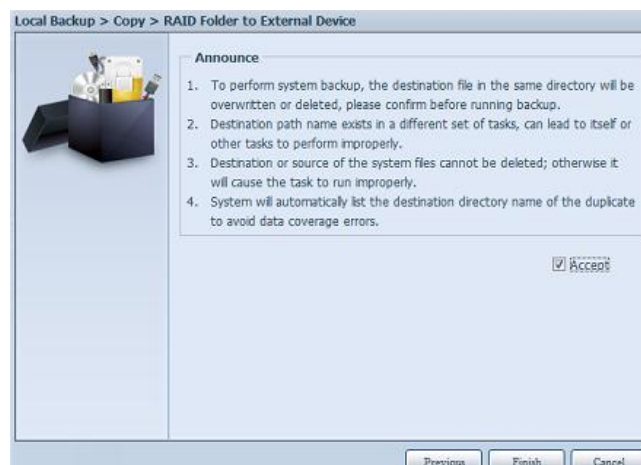 Local Backup > Copy > RAID Folder to External Device
Announce
1. To perform system backup, the destination file in the same directory will be
overwritten or deleted, please confirm before running backup.
2. Destination path name exists in a different set of tasks, can lead to itself or
other tasks to perform improperly.
3. Destination or source of the system files cannot be deleted; otherwise it
will cause the task to run improperly.
4. System will automatically list the destination directory name of the duplicate
to avoid data coverage errors.
Accept
Previous Finish Cancel